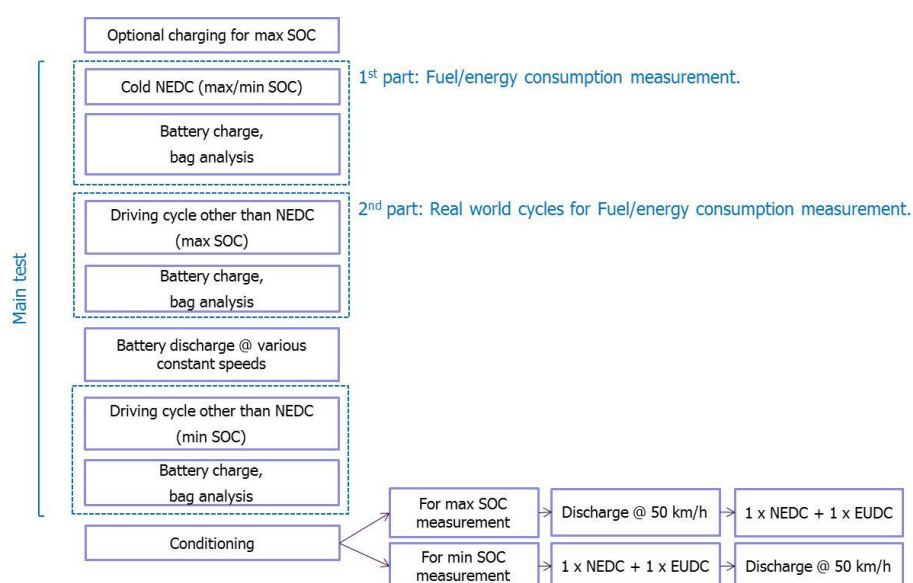 Optional charging for max SOC
Main test
Cold NEDC (max/min SOC)
1st part: Fuel/energy consumption measurement.
Battery charge,
bag analysis
Driving cycle other than NEDC
(max SOC)
2nd part: Real world cycles for Fuel/energy consumption measurement.
Battery charge,
bag analysis
Battery discharge @ various
constant speeds
Driving cycle other than NEDC
(min SOC)
Battery charge,
bag analysis
Conditioning
For max SOC
measurement
Discharge @ 50 km/h
1 x NEDC + 1 x EUDC
For min SOC
measurement
1 x NEDC + 1 x EUDC
Discharge @ 50 km/h